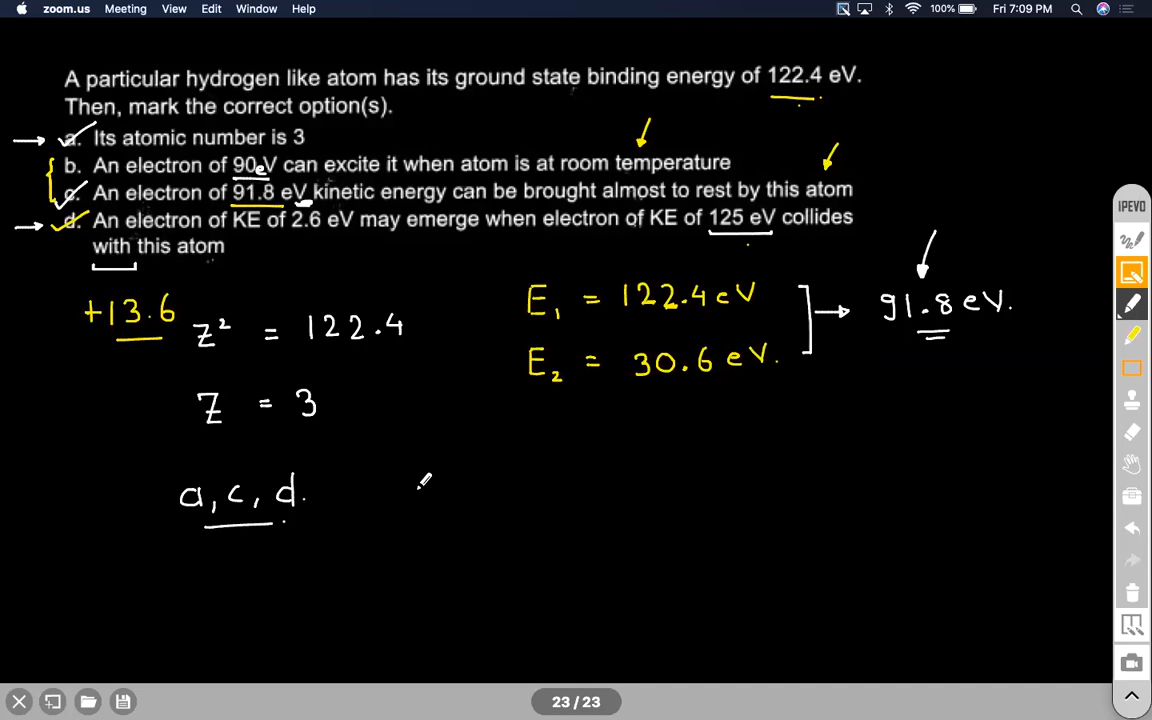 zoom.us Meeting View Edit Window Help 100% Fri 7:09 PM
A particular hydrogen like atom has its ground state binding energy of 122.4 eV.
Then, mark the correct option(s).
a. Its atomic number is 3
b. An electron of 90eV can excite it when atom is at room temperature
c. An electron of 91.8 eV kinetic energy can be brought almost to rest by this atom
d. An electron of KE of 2.6 eV may emerge when electron of KE of 125 eV collides
with this atom
+13.6 Z² = 122.4
E₁ = 122.4 eV
91.8 eV.
E₂ = 30.6 eV.
Z = 3
a, c, d.
IPEVO
23 / 23